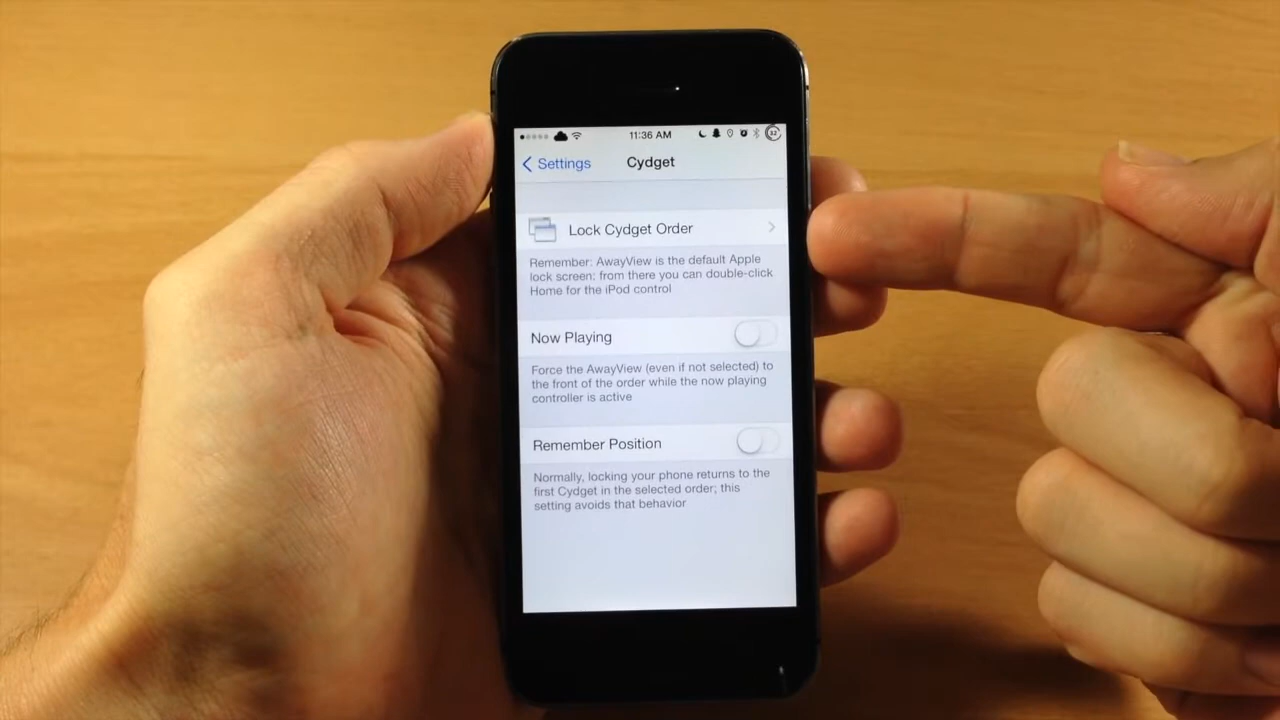 11:36 AM
32
Settings
Cydget
Lock Cydget Order
Remember: AwayView is the default Apple
lock screen: from there you can double-click
Home for the iPod control
Now Playing
Force the AwayView (even if not selected) to
the front of the order while the now playing
controller is active
Remember Position
Normally, locking your phone returns to the
first Cydget in the selected order; this
setting avoids that behavior